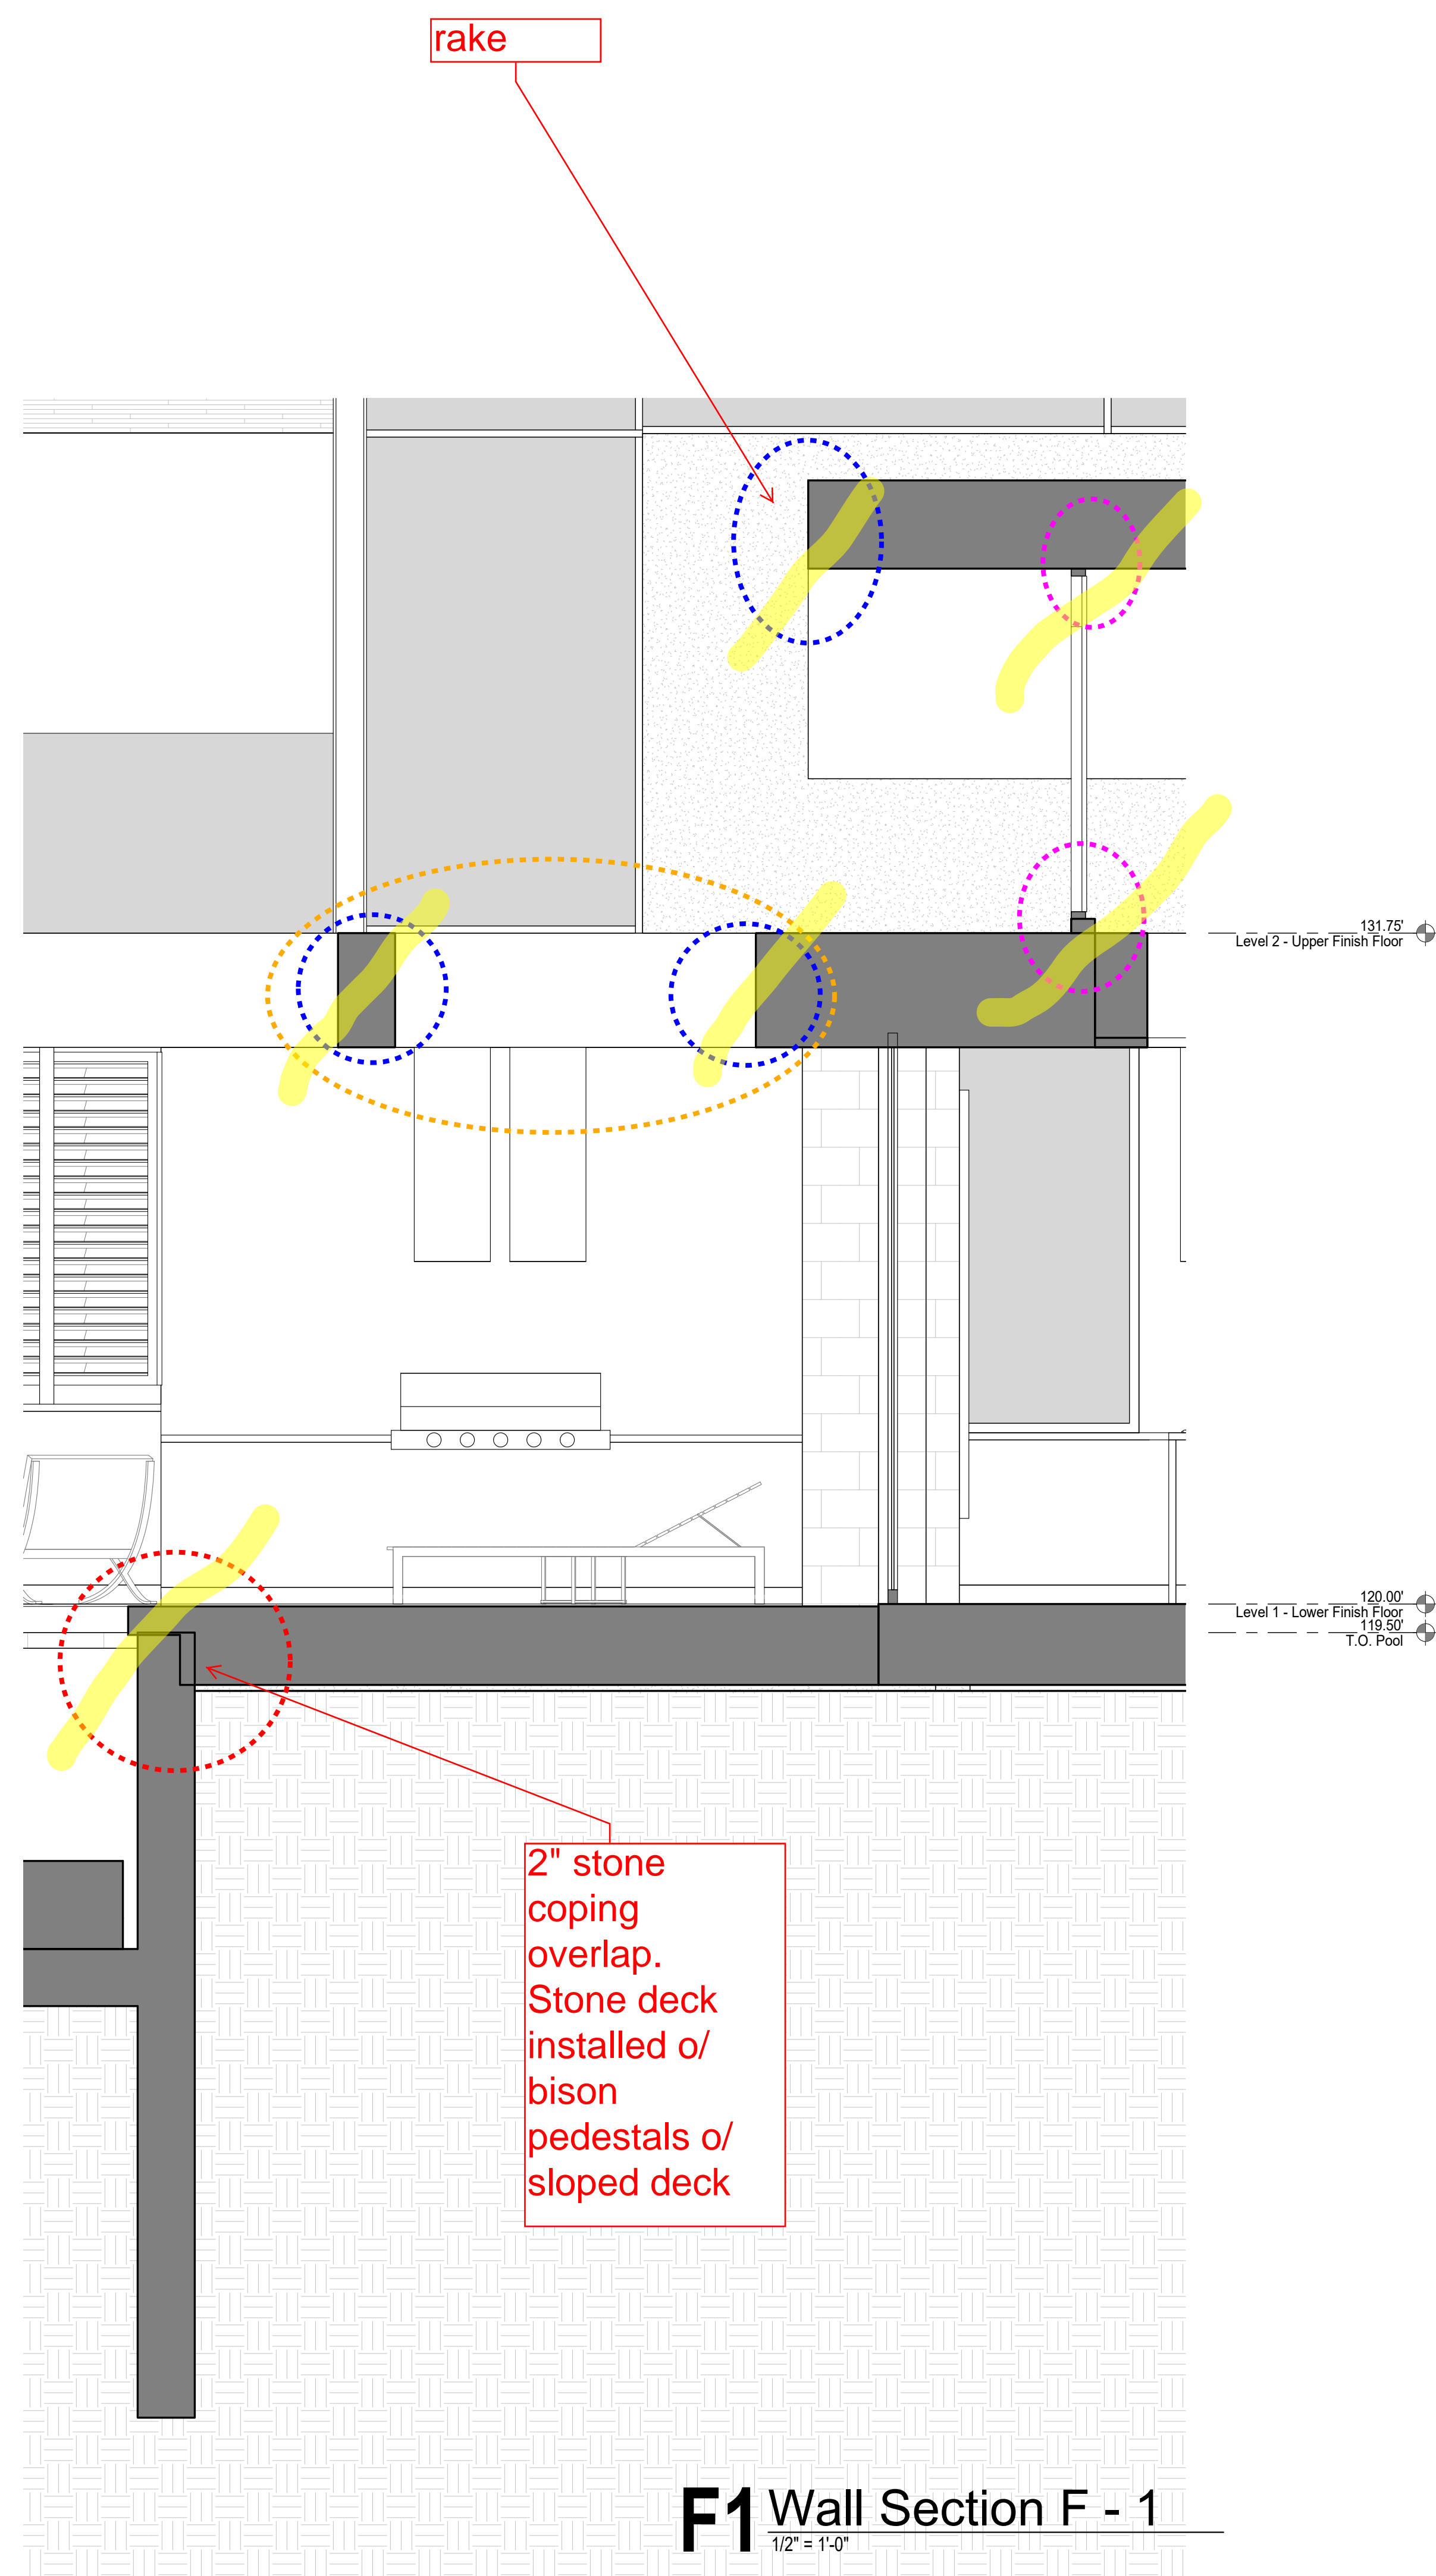 rake
131.75'
Level 2 - Upper Finish Floor
120.00'
Level 1 - Lower Finish Floor
119.50'
T.O. Pool
2" stone
coping
overlap.
Stone deck
installed o/
bison
pedestals o/
sloped deck
F1 Wall Section F - 1
1/2" = 1'-0"